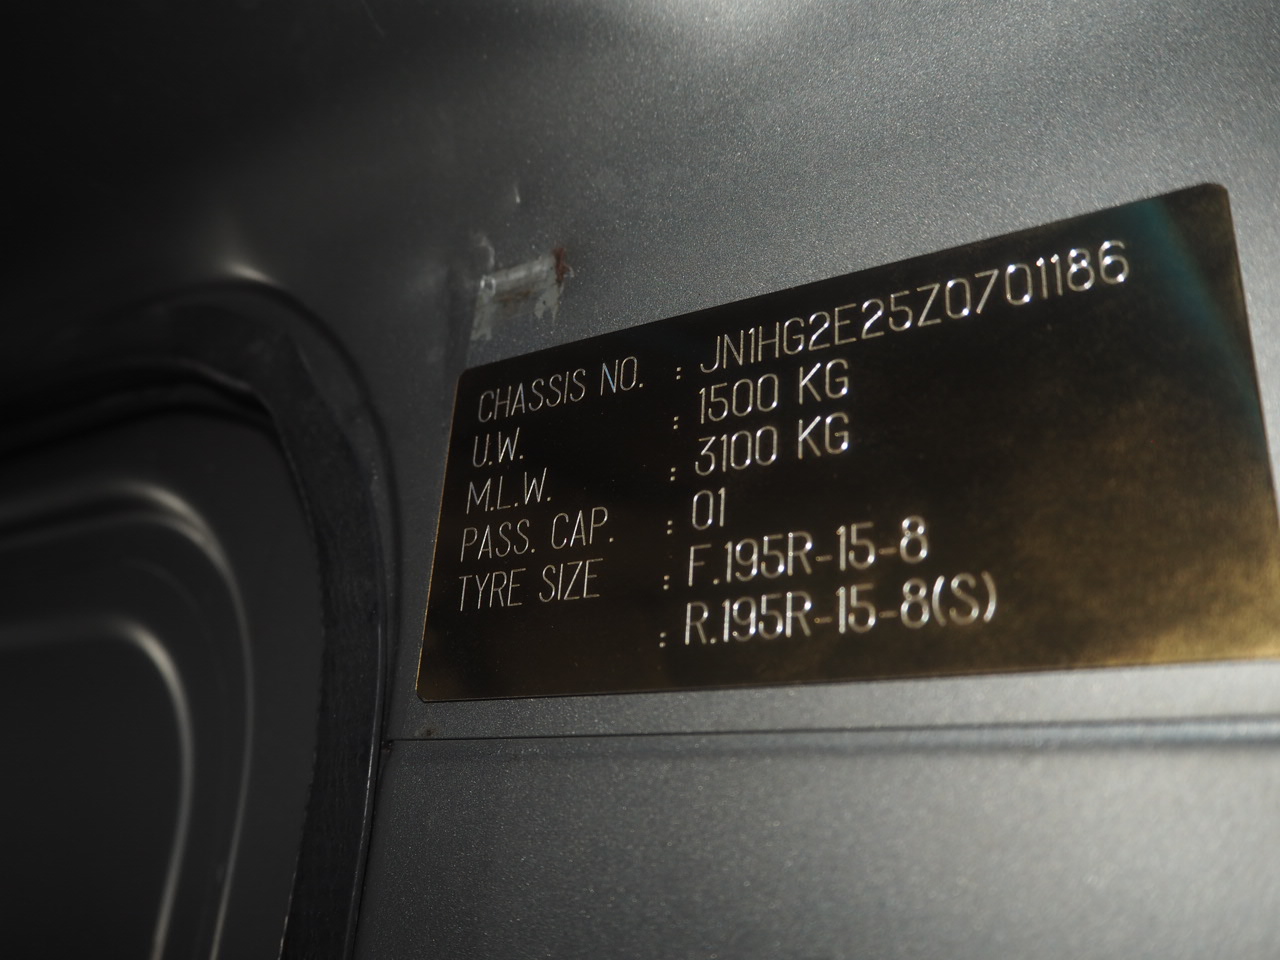 CHASSIS NO. : JN1HG2E25Z0701186
U.W. : 1500 KG
M.L.W. : 3100 KG
PASS. CAP. : 01
TYRE SIZE : F.195R-15-8
: R.195R-15-8(S)